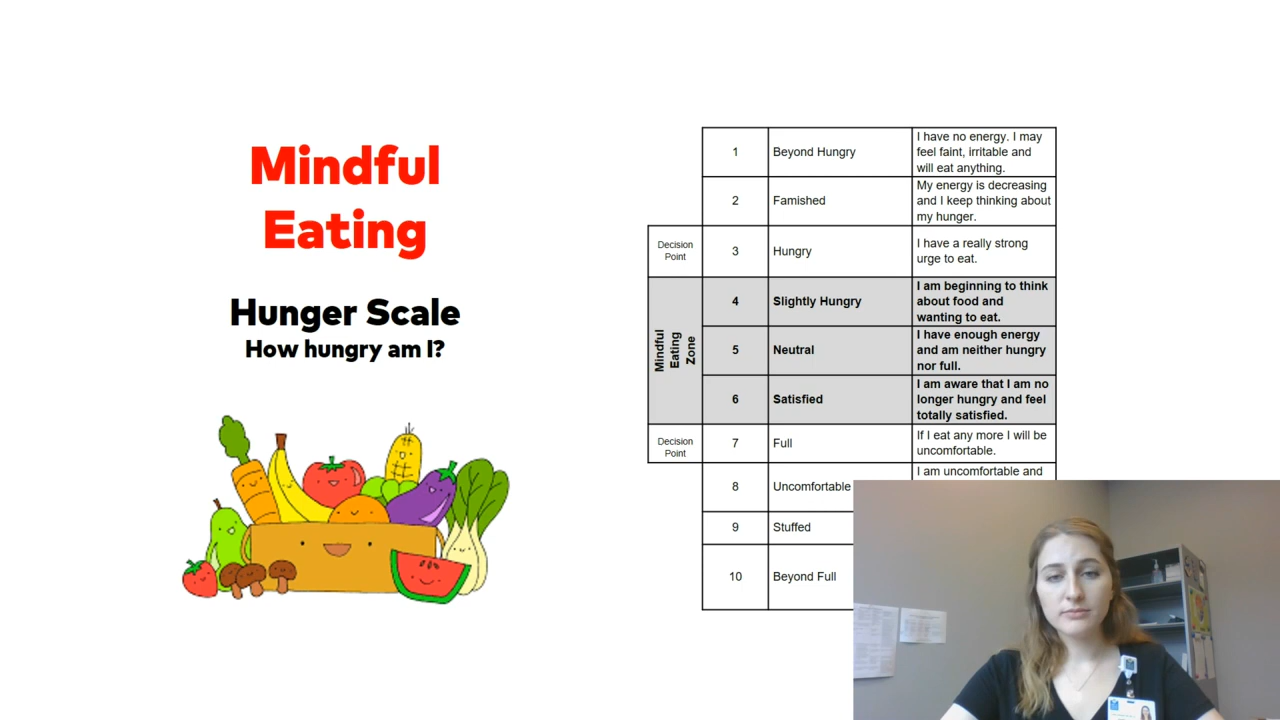 Mindful
Eating
Hunger Scale
How hungry am I?
1
Beyond Hungry
I have no energy. I may
feel faint, irritable and
will eat anything.
2
Famished
My energy is decreasing
and I keep thinking about
my hunger.
Decision
Point
3
Hungry
I have a really strong
urge to eat.
Mindful
Eating
Zone
4
Slightly Hungry
I am beginning to think
about food and
wanting to eat.
5
Neutral
I have enough energy
and am neither hungry
nor full.
6
Satisfied
I am aware that I am no
longer hungry and feel
totally satisfied.
Decision
Point
7
Full
If I eat any more I will be
uncomfortable.
8
Uncomfortable
I am uncomfortable and
9
Stuffed
10
Beyond Full